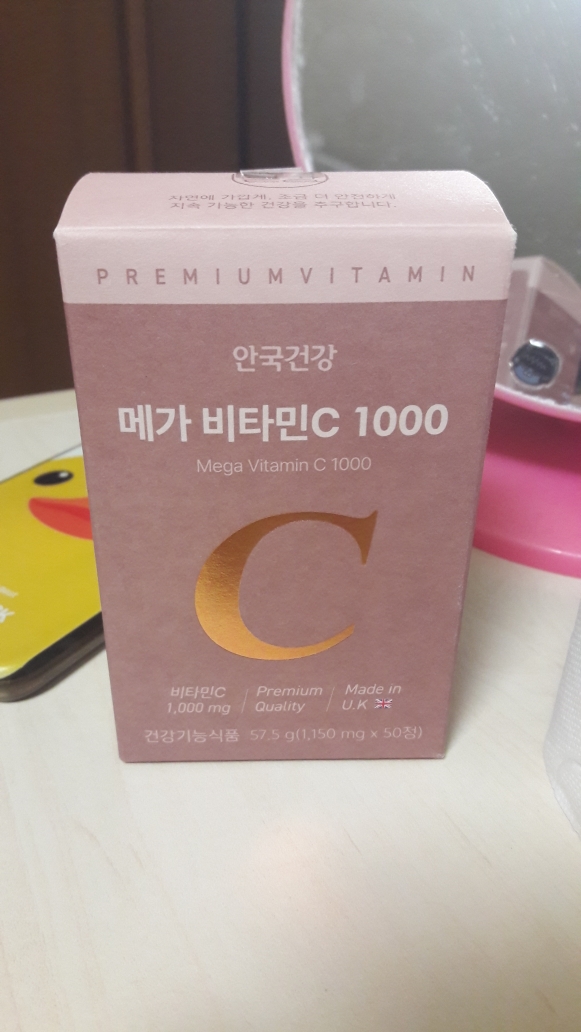 자연에 가깝게, 조금 더 안전하게
지속 가능한 건강을 추구합니다.
PREMIUMVITAMIN
안국건강
메가 비타민C 1000
Mega Vitamin C 1000
C
비타민C
1,000 mg
Premium
Quality
Made in
U.K
건강기능식품 57.5 g(1,150 mg x 50정)